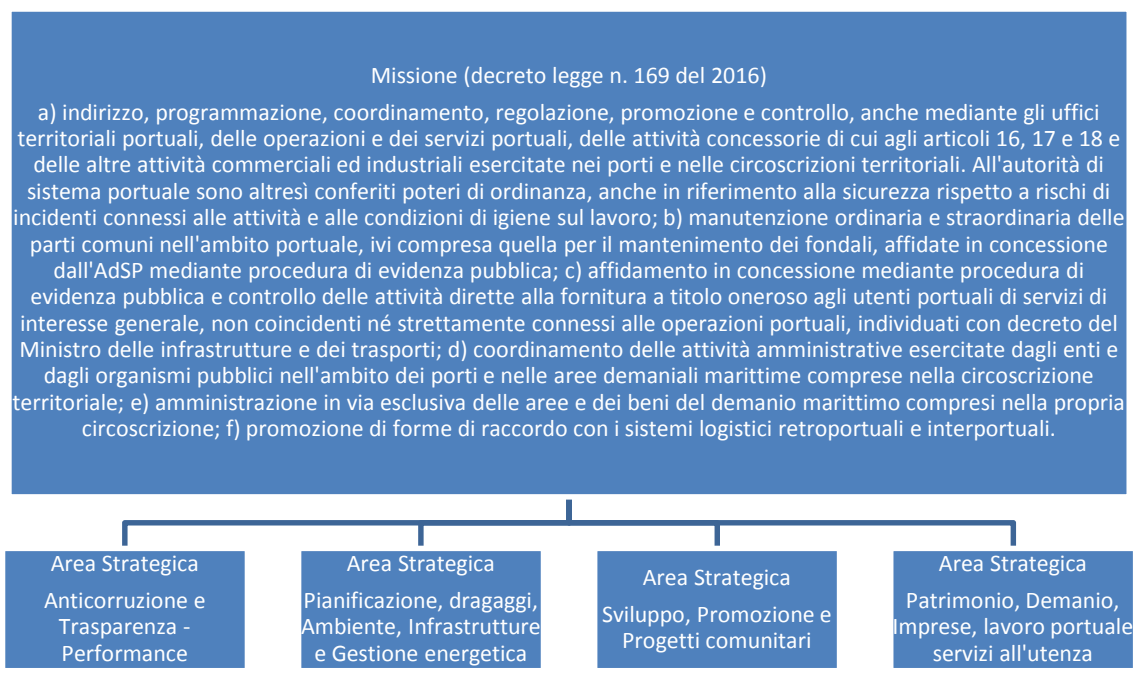 Missione (decreto legge n. 169 del 2016)
a) indirizzo, programmazione, coordinamento, regolazione, promozione e controllo, anche mediante gli uffici
territoriali portuali, delle operazioni e dei servizi portuali, delle attività concessorie di cui agli articoli 16, 17 e 18 e
delle altre attività commerciali ed industriali esercitate nei porti e nelle circoscrizioni territoriali. All'autorità di
sistema portuale sono altresì conferiti poteri di ordinanza, anche in riferimento alla sicurezza rispetto a rischi di
incidenti connessi alle attività e alle condizioni di igiene sul lavoro; b) manutenzione ordinaria e straordinaria delle
parti comuni nell'ambito portuale, ivi compresa quella per il mantenimento dei fondali, affidate in concessione
dall'AdSP mediante procedura di evidenza pubblica; c) affidamento in concessione mediante procedura di
evidenza pubblica e controllo delle attività dirette alla fornitura a titolo oneroso agli utenti portuali di servizi di
interesse generale, non coincidenti né strettamente connessi alle operazioni portuali, individuati con decreto del
Ministro delle infrastrutture e dei trasporti; d) coordinamento delle attività amministrative esercitate dagli enti e
dagli organismi pubblici nell'ambito dei porti e nelle aree demaniali marittime comprese nella circoscrizione
territoriale; e) amministrazione in via esclusiva delle aree e dei beni del demanio marittimo compresi nella propria
circoscrizione; f) promozione di forme di raccordo con i sistemi logistici retroportuali e interportuali.
Area Strategica
Anticorruzione e
Trasparenza -
Performance
Area Strategica
Pianificazione, dragaggi,
Ambiente, Infrastrutture
e Gestione energetica
Area Strategica
Sviluppo, Promozione e
Progetti comunitari
Area Strategica
Patrimonio, Demanio,
Imprese, lavoro portuale
servizi all'utenza